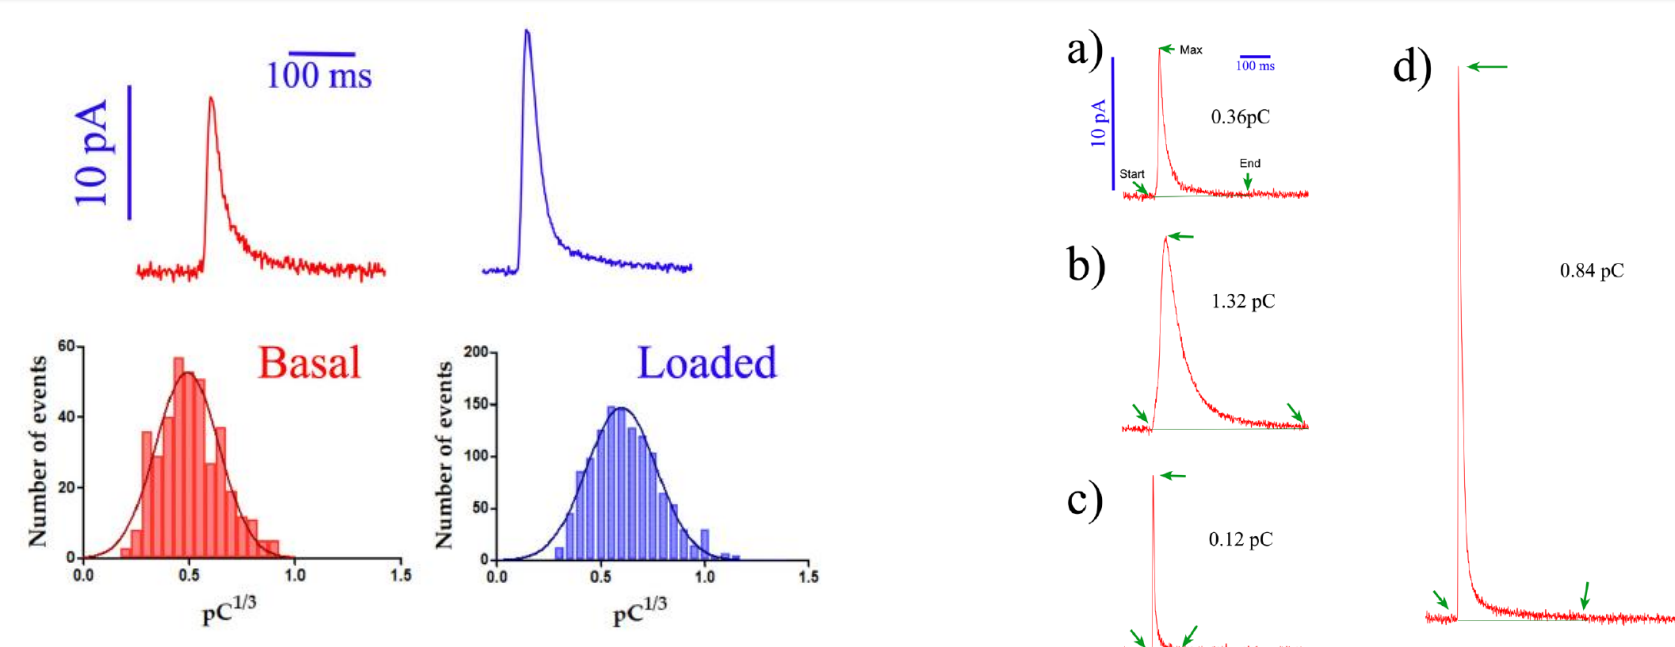 100 ms
10 pA
60
40
20
0
Number of events
Basal
0.0 0.5 1.0 1.5
pC1/3
200
150
100
50
0
Number of events
Loaded
0.0 0.5 1.0 1.5
pC1/3
a)
Max
100 ms
10 pA
0.36pC
Start
End
b)
1.32 pC
c)
0.12 pC
d)
0.84 pC